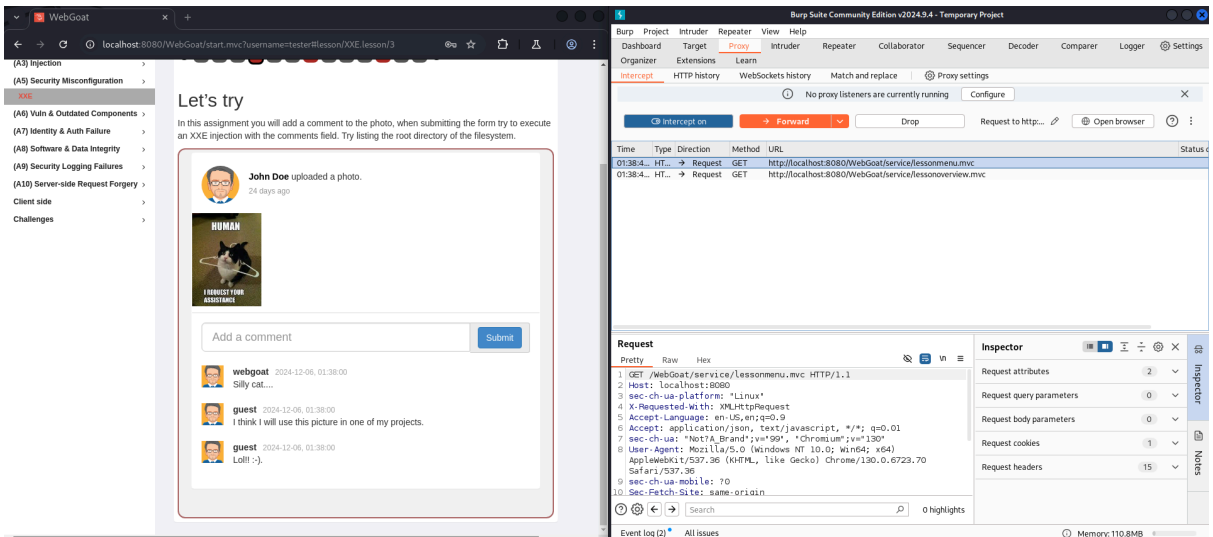 WebGoat
localhost:8080/WebGoat/start.mvc?username=tester#lesson/XXE.lesson/3
(A3) Injection
(A5) Security Misconfiguration
XXE
(A6) Vuln & Outdated Components
(A7) Identity & Auth Failure
(A8) Software & Data Integrity
(A9) Security Logging Failures
(A10) Server-side Request Forgery
Client side
Challenges
Let's try
In this assignment you will add a comment to the photo, when submitting the form try to execute
an XXE injection with the comments field. Try listing the root directory of the filesystem.
John Doe uploaded a photo.
24 days ago
HUMAN
I REQUEST YOUR
ASSISTANCE
Add a comment
Submit
webgoat 2024-12-06, 01:38:00
Silly cat....
guest 2024-12-06, 01:38:00
I think I will use this picture in one of my projects.
guest 2024-12-06, 01:38:00
Lol!! :-).
Burp Suite Community Edition v2024.9.4 - Temporary Project
Burp Project Intruder Repeater View Help
Dashboard Target Proxy Intruder Repeater Collaborator Sequencer Decoder Comparer Logger Settings
Organizer Extensions Learn
Intercept HTTP history WebSockets history Match and replace Proxy settings
No proxy listeners are currently running Configure
Intercept on Forward Drop Request to http:... Open browser
Time Type Direction Method URL Status c
01:38:4... HT... → Request GET http://localhost:8080/WebGoat/service/lessonmenu.mvc
01:38:4... HT... → Request GET http://localhost:8080/WebGoat/service/lessonoverview.mvc
Request
Pretty Raw Hex
1 GET /WebGoat/service/lessonmenu.mvc HTTP/1.1
2 Host: localhost:8080
3 sec-ch-ua-platform: "Linux"
4 X-Requested-With: XMLHttpRequest
5 Accept-Language: en-US,en;q=0.9
6 Accept: application/json, text/javascript, */*; q=0.01
7 sec-ch-ua: "Not?A_Brand";v="99", "Chromium";v="130"
8 User-Agent: Mozilla/5.0 (Windows NT 10.0; Win64; x64)
AppleWebKit/537.36 (KHTML, like Gecko) Chrome/130.0.6723.70
Safari/537.36
9 sec-ch-ua-mobile: ?0
10 Sec-Fetch-Site: same-origin
Search 0 highlights
Inspector
Request attributes 2
Request query parameters 0
Request body parameters 0
Request cookies 1
Request headers 15
Inspector
Notes
Event log (2) All issues
Memory: 110.8MB